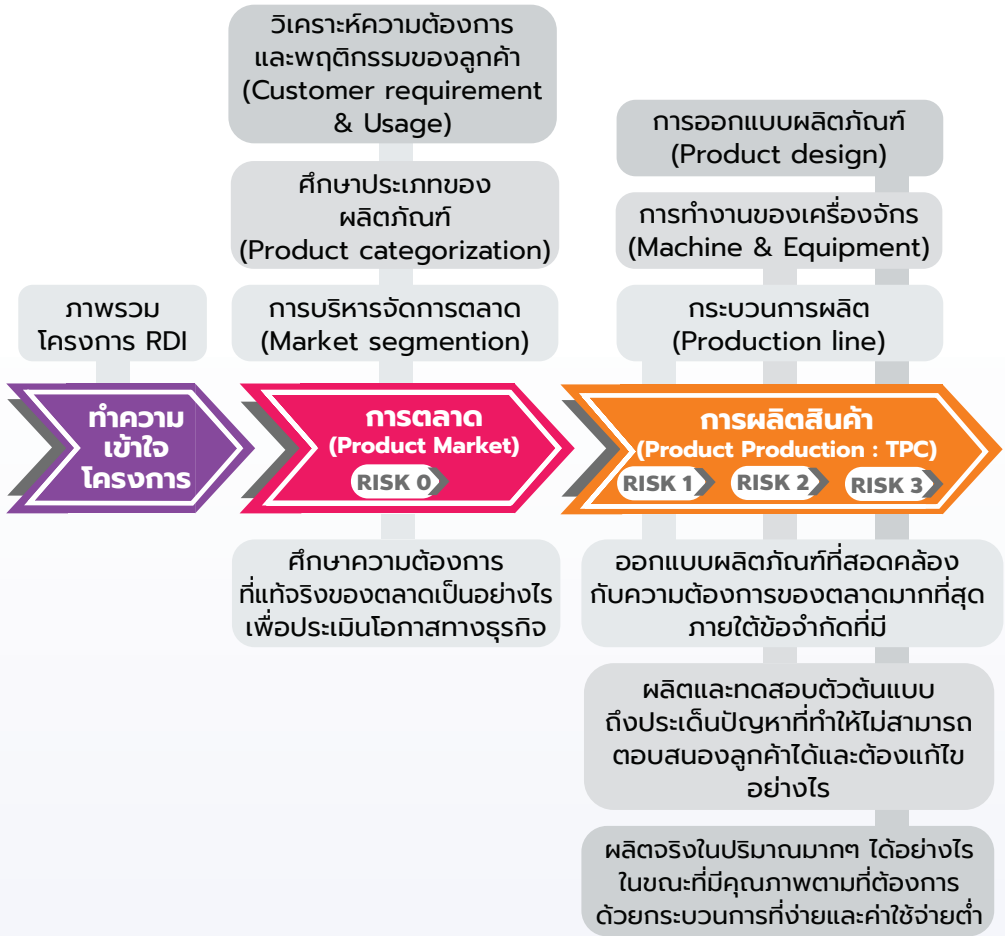 วิเคราะห์ความต้องการ
และพฤติกรรมของลูกค้า
(Customer requirement
& Usage)
ศึกษาประเภทของ
ผลิตภัณฑ์
(Product categorization)
การบริหารจัดการตลาด
(Market segmention)
การออกแบบผลิตภัณฑ์
(Product design)
การทำงานของเครื่องจักร
(Machine & Equipment)
กระบวนการผลิต
(Production line)
ภาพรวม
โครงการ RDI
ทำความ
เข้าใจ
โครงการ
การตลาด
(Product Market)
RISK 0
การผลิตสินค้า
(Product Production : TPC)
RISK 1
RISK 2
RISK 3
ศึกษาความต้องการ
ที่แท้จริงของตลาดเป็นอย่างไร
เพื่อประเมินโอกาสทางธุรกิจ
ออกแบบผลิตภัณฑ์ที่สอดคล้อง
กับความต้องการของตลาดมากที่สุด
ภายใต้ข้อจำกัดที่มี
ผลิตและทดสอบตัวต้นแบบ
ถึงประเด็นปัญหาที่ทำให้ไม่สามารถ
ตอบสนองลูกค้าได้และต้องแก้ไข
อย่างไร
ผลิตจริงในปริมาณมากๆ ได้อย่างไร
ในขณะที่มีคุณภาพตามที่ต้องการ
ด้วยกระบวนการที่ง่ายและค่าใช้จ่ายต่ำ